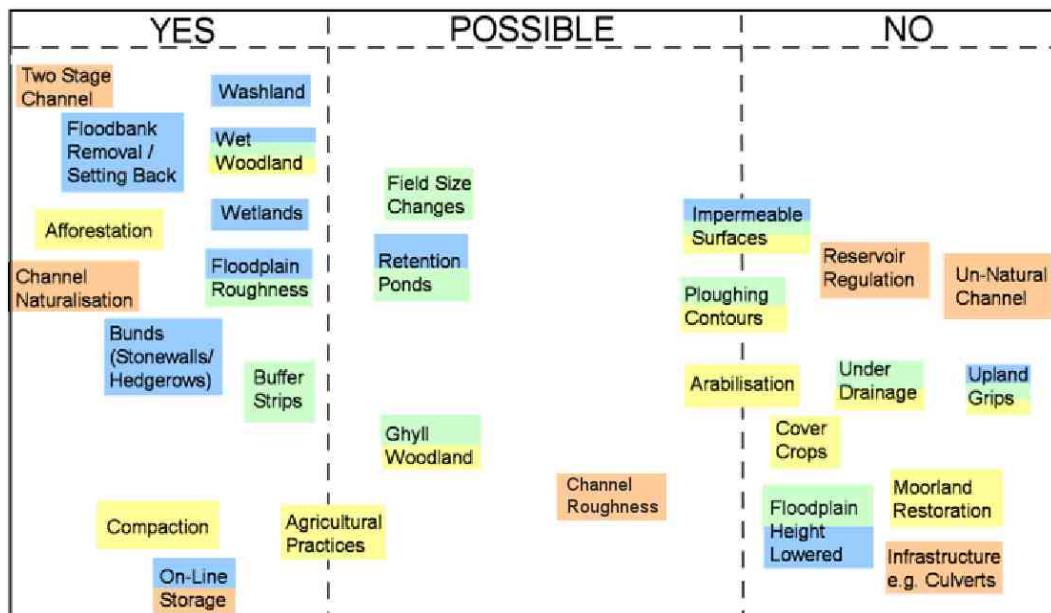 YES
POSSIBLE
NO
Two Stage
Channel
Washland
Floodbank
Removal /
Setting Back
Wet
Woodland
Wetlands
Afforestation
Channel
Naturalisation
Floodplain
Roughness
Bunds
(Stonewalls/
Hedgerows)
Buffer
Strips
Compaction
On-Line
Storage
Agricultural
Practices
Field Size
Changes
Retention
Ponds
Ghyll
Woodland
Channel
Roughness
Impermeable
Surfaces
Ploughing
Contours
Arabilisation
Reservoir
Regulation
Un-Natural
Channel
Under
Drainage
Upland
Grips
Cover
Crops
Moorland
Restoration
Floodplain
Height
Lowered
Infrastructure
e.g. Culverts